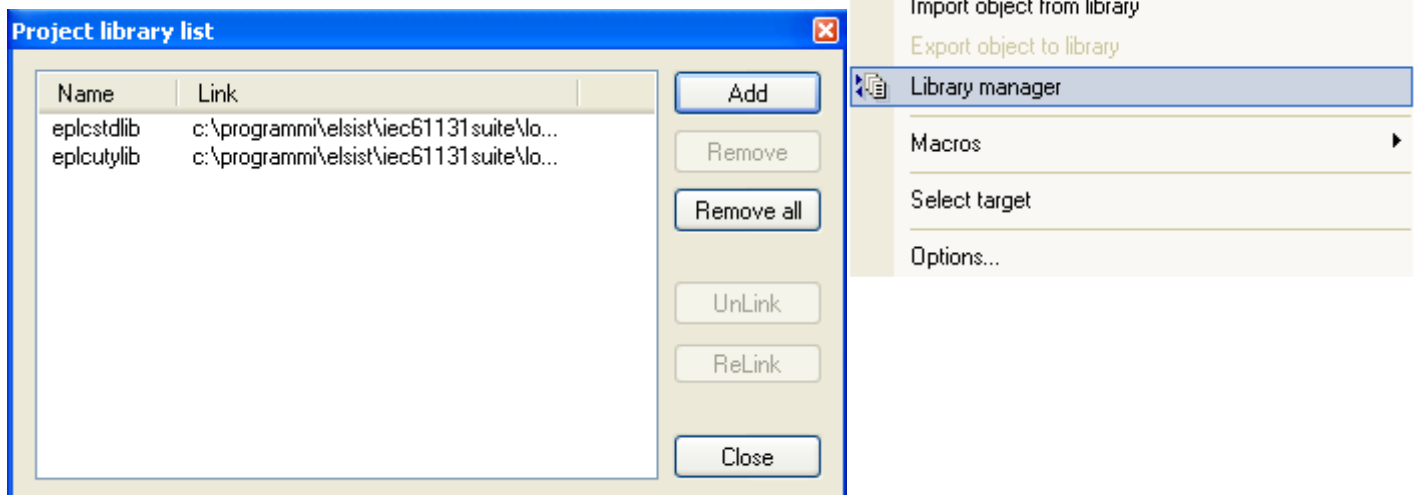 Project library list
Name Link
eplcstdlib c:\programmi\elsist\iec61131suite\lo...
eplcutylib c:\programmi\elsist\iec61131suite\lo...
Add
Remove
Remove all
UnLink
ReLink
Close
Import object from library
Export object to library
Library manager
Macros
Select target
Options...